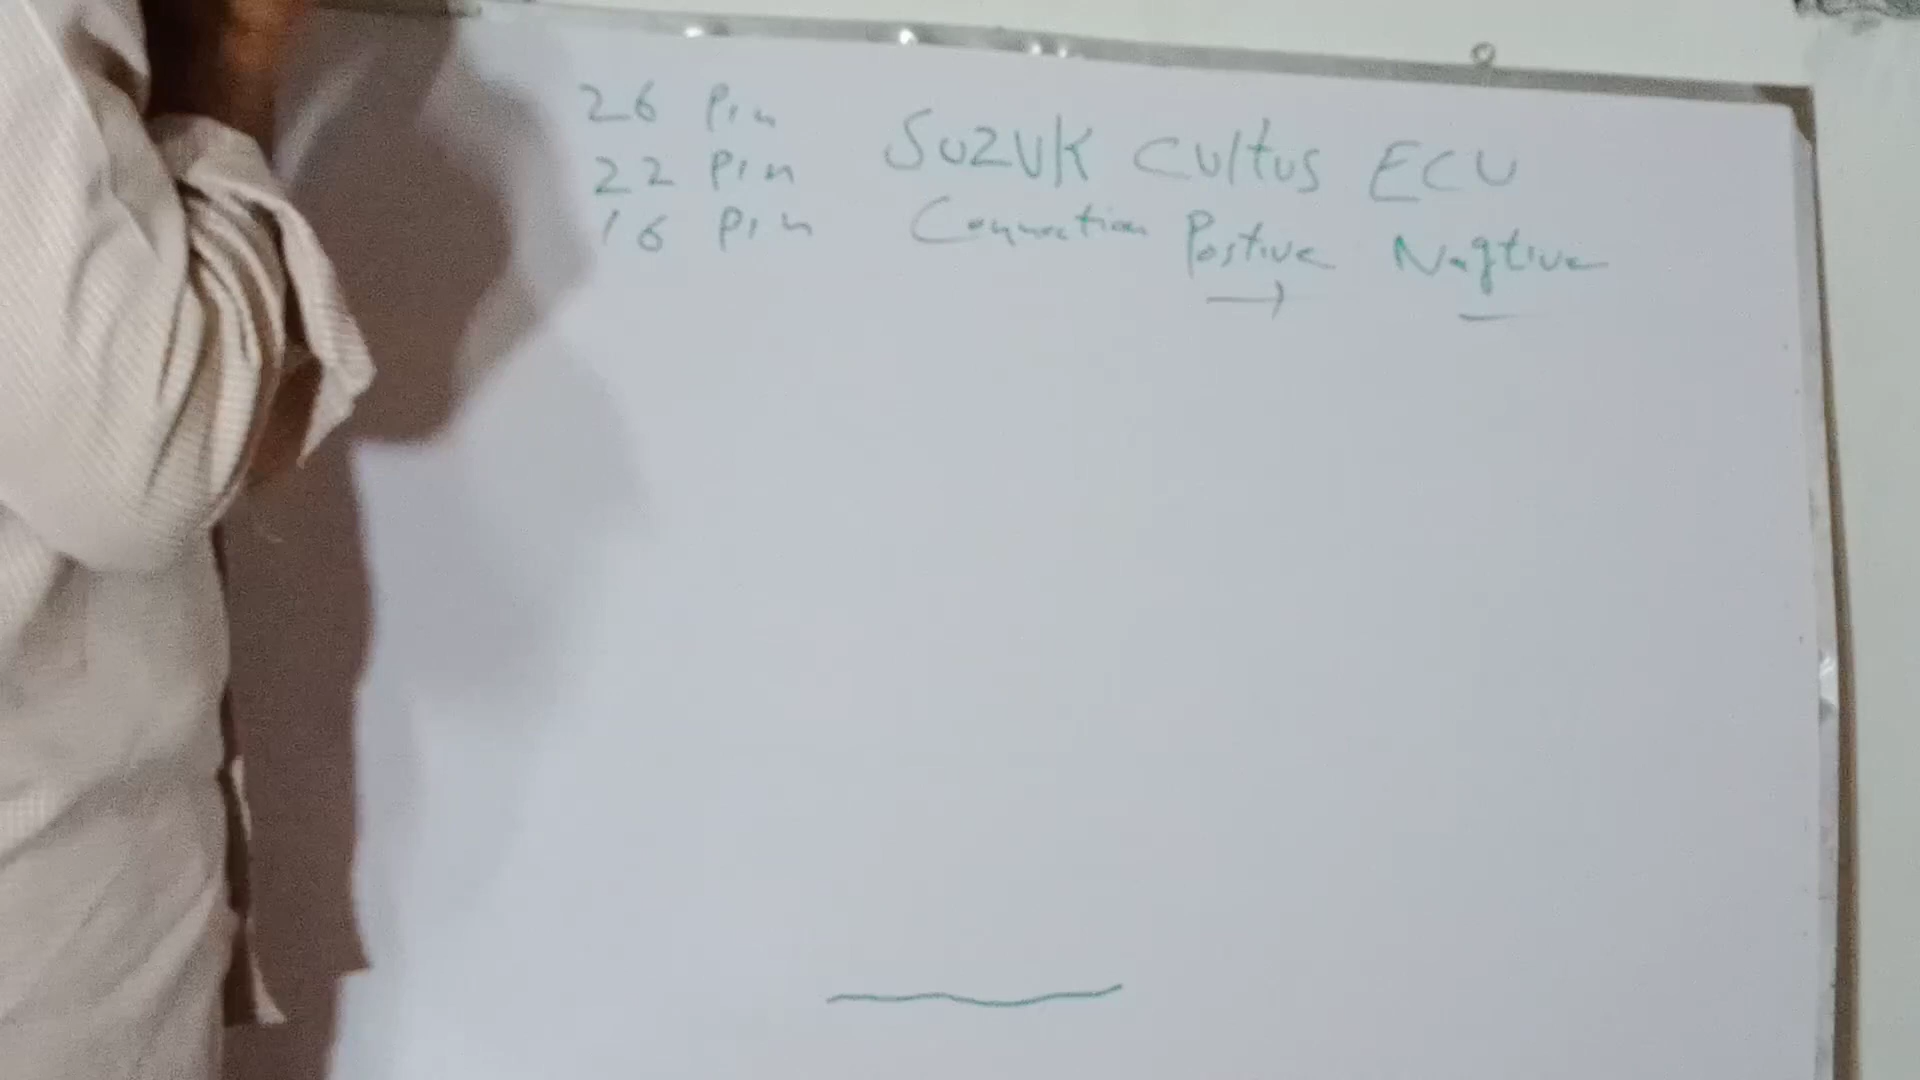 26 Pin
22 Pin
16 Pin
SUZUK CUltus ECU
Connection Postive Nagtive